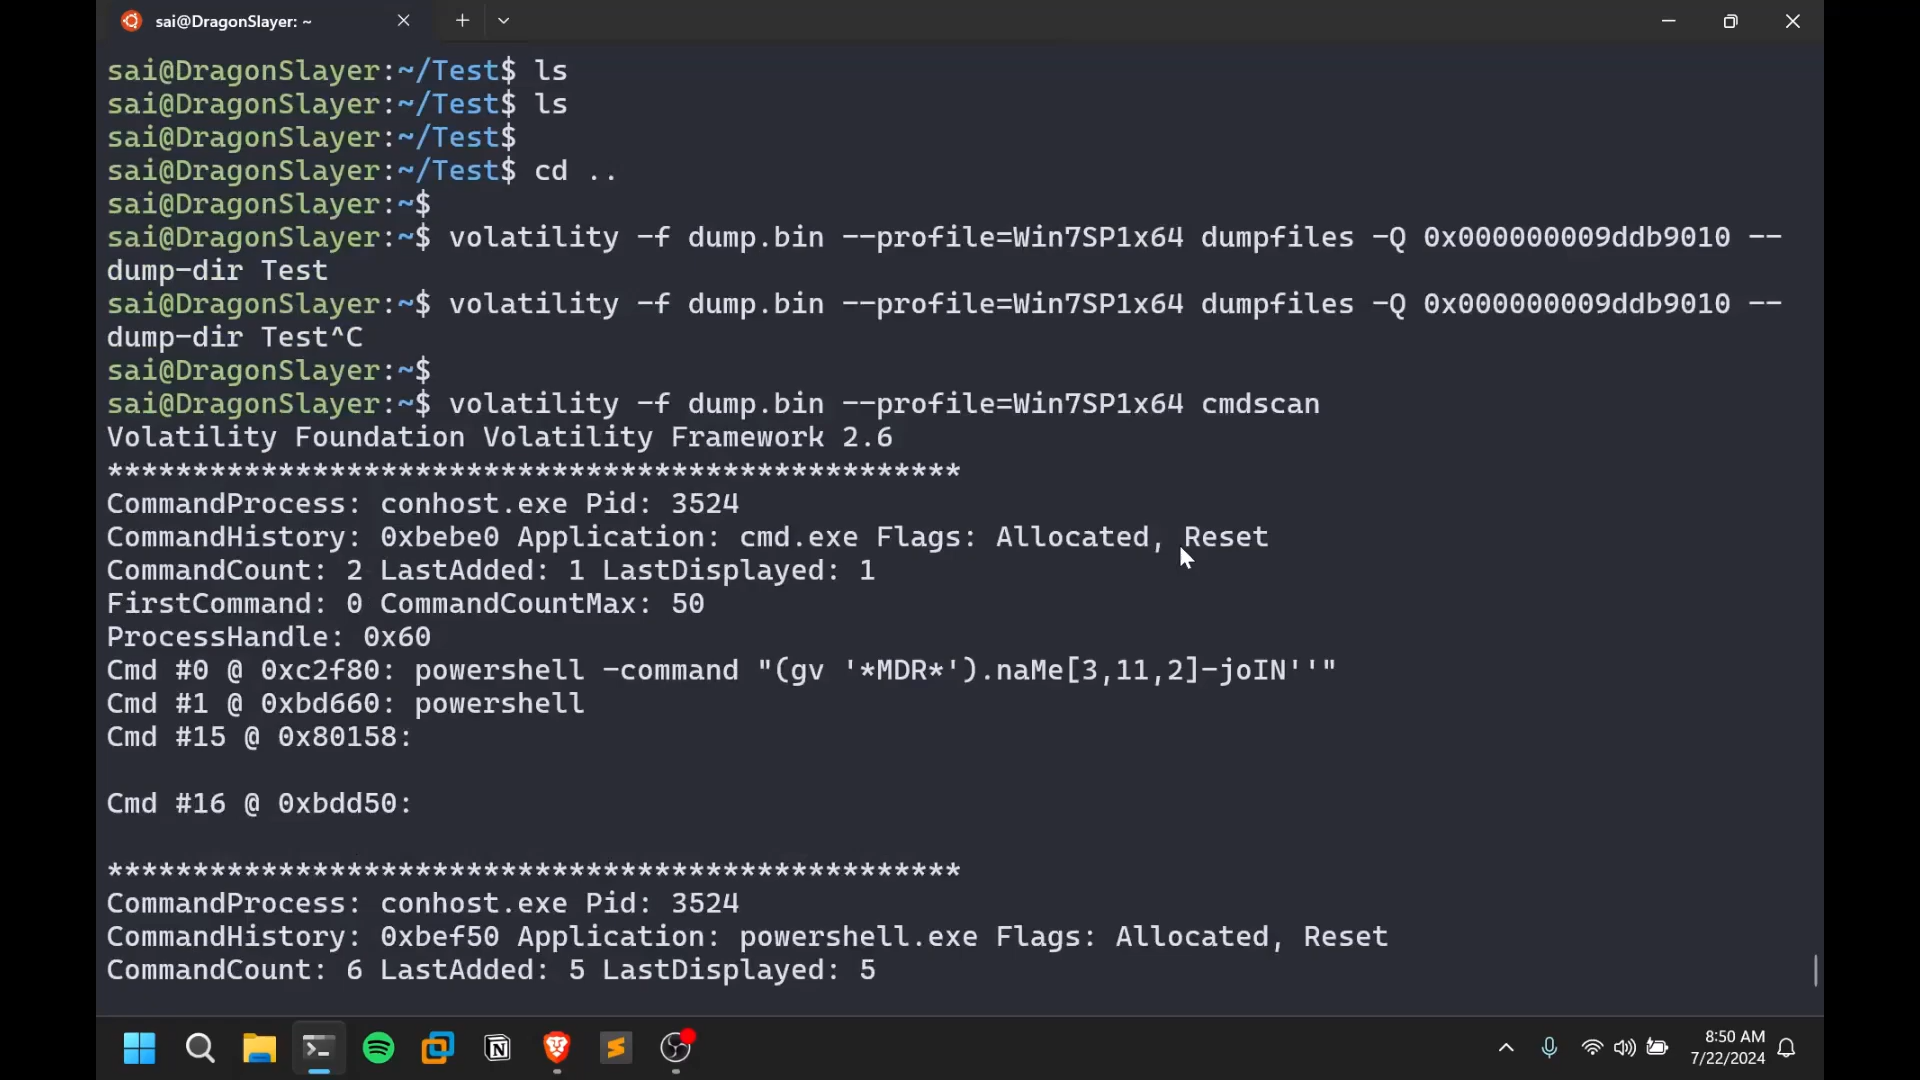 sai@DragonSlayer: ~
sai@DragonSlayer:~/Test$ ls
sai@DragonSlayer:~/Test$ ls
sai@DragonSlayer:~/Test$
sai@DragonSlayer:~/Test$ cd ..
sai@DragonSlayer:~$
sai@DragonSlayer:~$ volatility -f dump.bin --profile=Win7SP1x64 dumpfiles -Q 0x000000009ddb9010 --
dump-dir Test
sai@DragonSlayer:~$ volatility -f dump.bin --profile=Win7SP1x64 dumpfiles -Q 0x000000009ddb9010 --
dump-dir Test^C
sai@DragonSlayer:~$
sai@DragonSlayer:~$ volatility -f dump.bin --profile=Win7SP1x64 cmdscan
Volatility Foundation Volatility Framework 2.6
**************************************************
CommandProcess: conhost.exe Pid: 3524
CommandHistory: 0xbebe0 Application: cmd.exe Flags: Allocated, Reset
CommandCount: 2 LastAdded: 1 LastDisplayed: 1
FirstCommand: 0 CommandCountMax: 50
ProcessHandle: 0x60
Cmd #0 @ 0xc2f80: powershell -command "(gv '*MDR*').naMe[3,11,2]-joIN''"
Cmd #1 @ 0xbd660: powershell
Cmd #15 @ 0x80158:
Cmd #16 @ 0xbdd50:
**************************************************
CommandProcess: conhost.exe Pid: 3524
CommandHistory: 0xbef50 Application: powershell.exe Flags: Allocated, Reset
CommandCount: 6 LastAdded: 5 LastDisplayed: 5
8:50 AM
7/22/2024